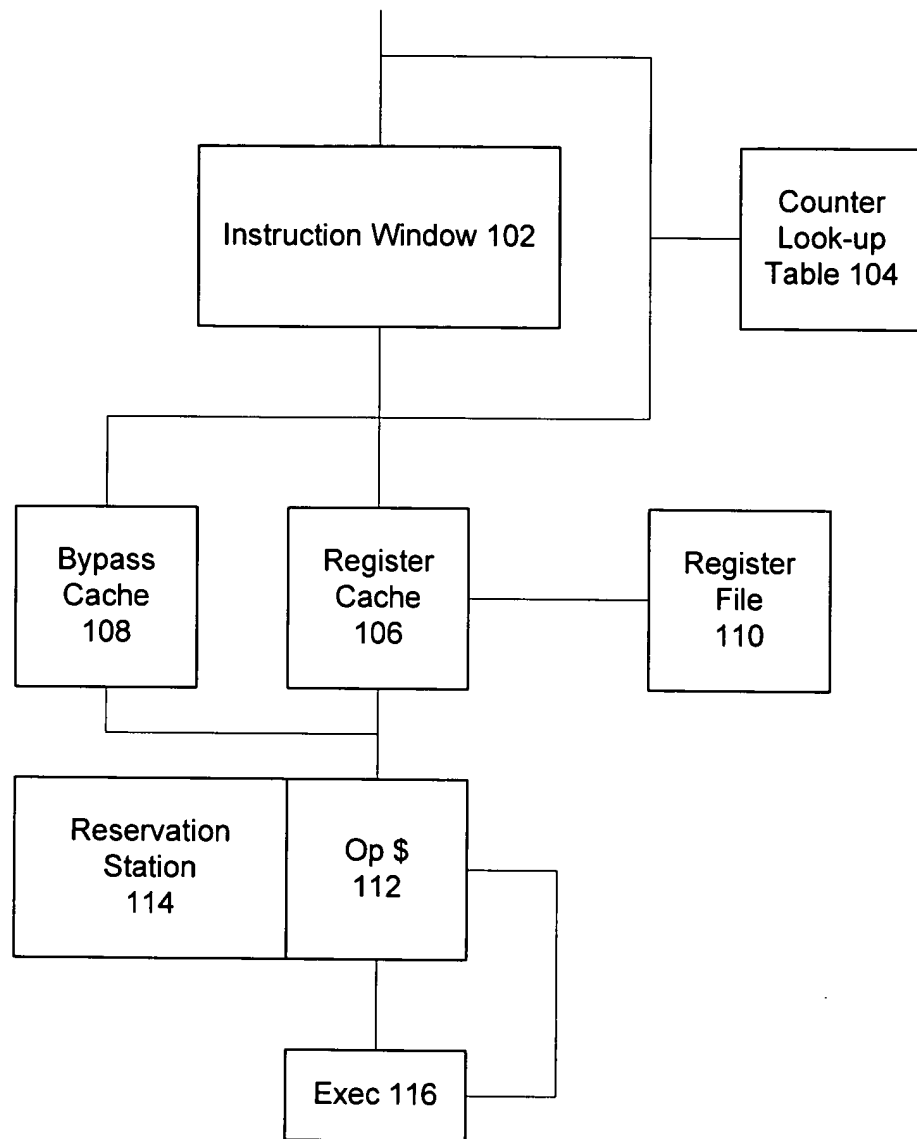 Instruction Window 102
Counter
Look-up
Table 104
Bypass
Cache
108
Register
Cache
106
Register
File
110
Reservation
Station
114
Op $
112
Exec 116